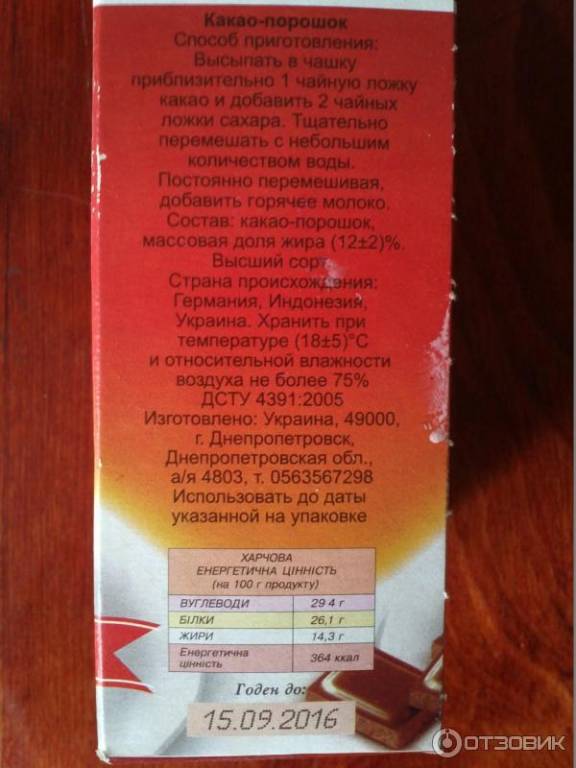 Какао-порошок
Способ приготовления:
Высыпать в чашку
приблизительно 1 чайную ложку
какао и добавить 2 чайных
ложки сахара. Тщательно
перемешать с небольшим
количеством воды.
Постоянно перемешивая,
добавить горячее молоко.
Состав: какао-порошок,
массовая доля жира (12±2)%.
Высший сорт.
Страна происхождения:
Германия, Индонезия,
Украина. Хранить при
температуре (18±5)°С
и относительной влажности
воздуха не более 75%
ДСТУ 4391:2005
Изготовлено: Украина, 49000,
г. Днепропетровск,
Днепропетровская обл.,
а/я 4803, т. 0563567298
Использовать до даты
указанной на упаковке
ХАРЧОВА
ЕНЕРГЕТИЧНА ЦІННІСТЬ
(на 100 г продукту)
ВУГЛЕВОДИ 29 4 г
БІЛКИ 26,1 г
ЖИРИ 14,3 г
Енергетична
цінність 364 ккал
Годен до:
15.09.2016
ОТЗОВИК